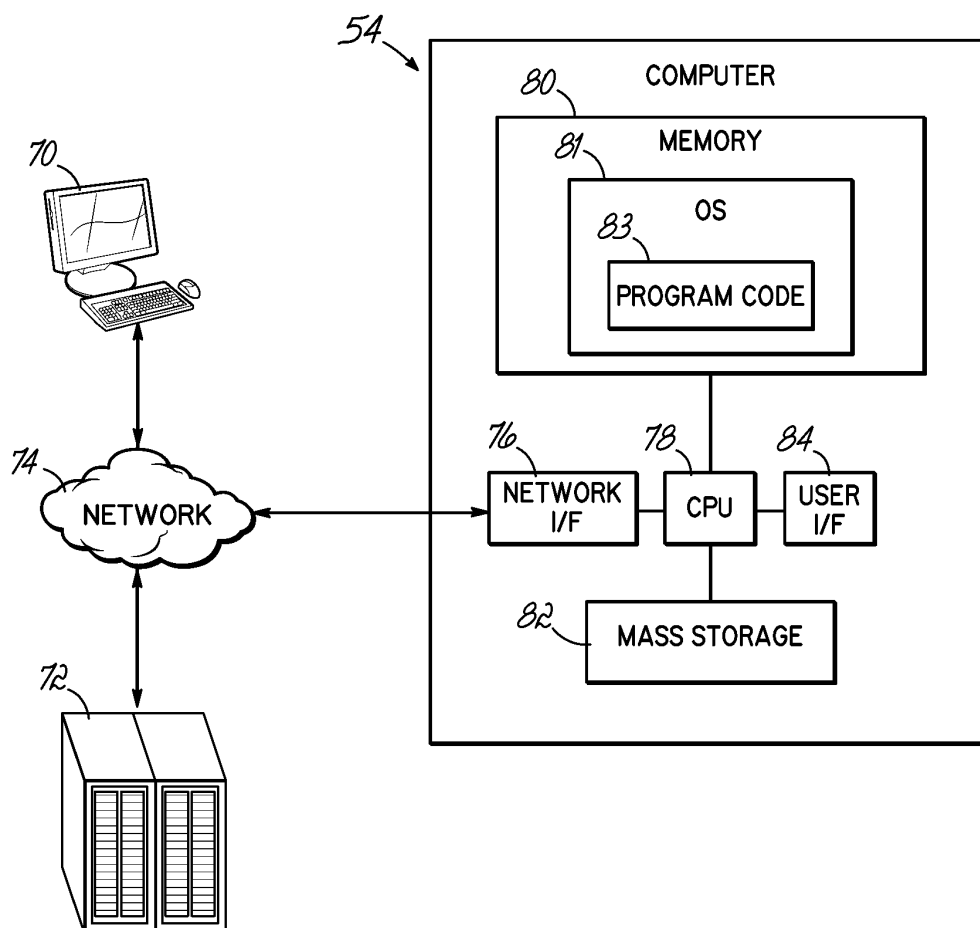 54
COMPUTER
80
MEMORY
81
OS
83
PROGRAM CODE
70
74
NETWORK
76
NETWORK
I/F
78
CPU
84
USER
I/F
82
MASS STORAGE
72